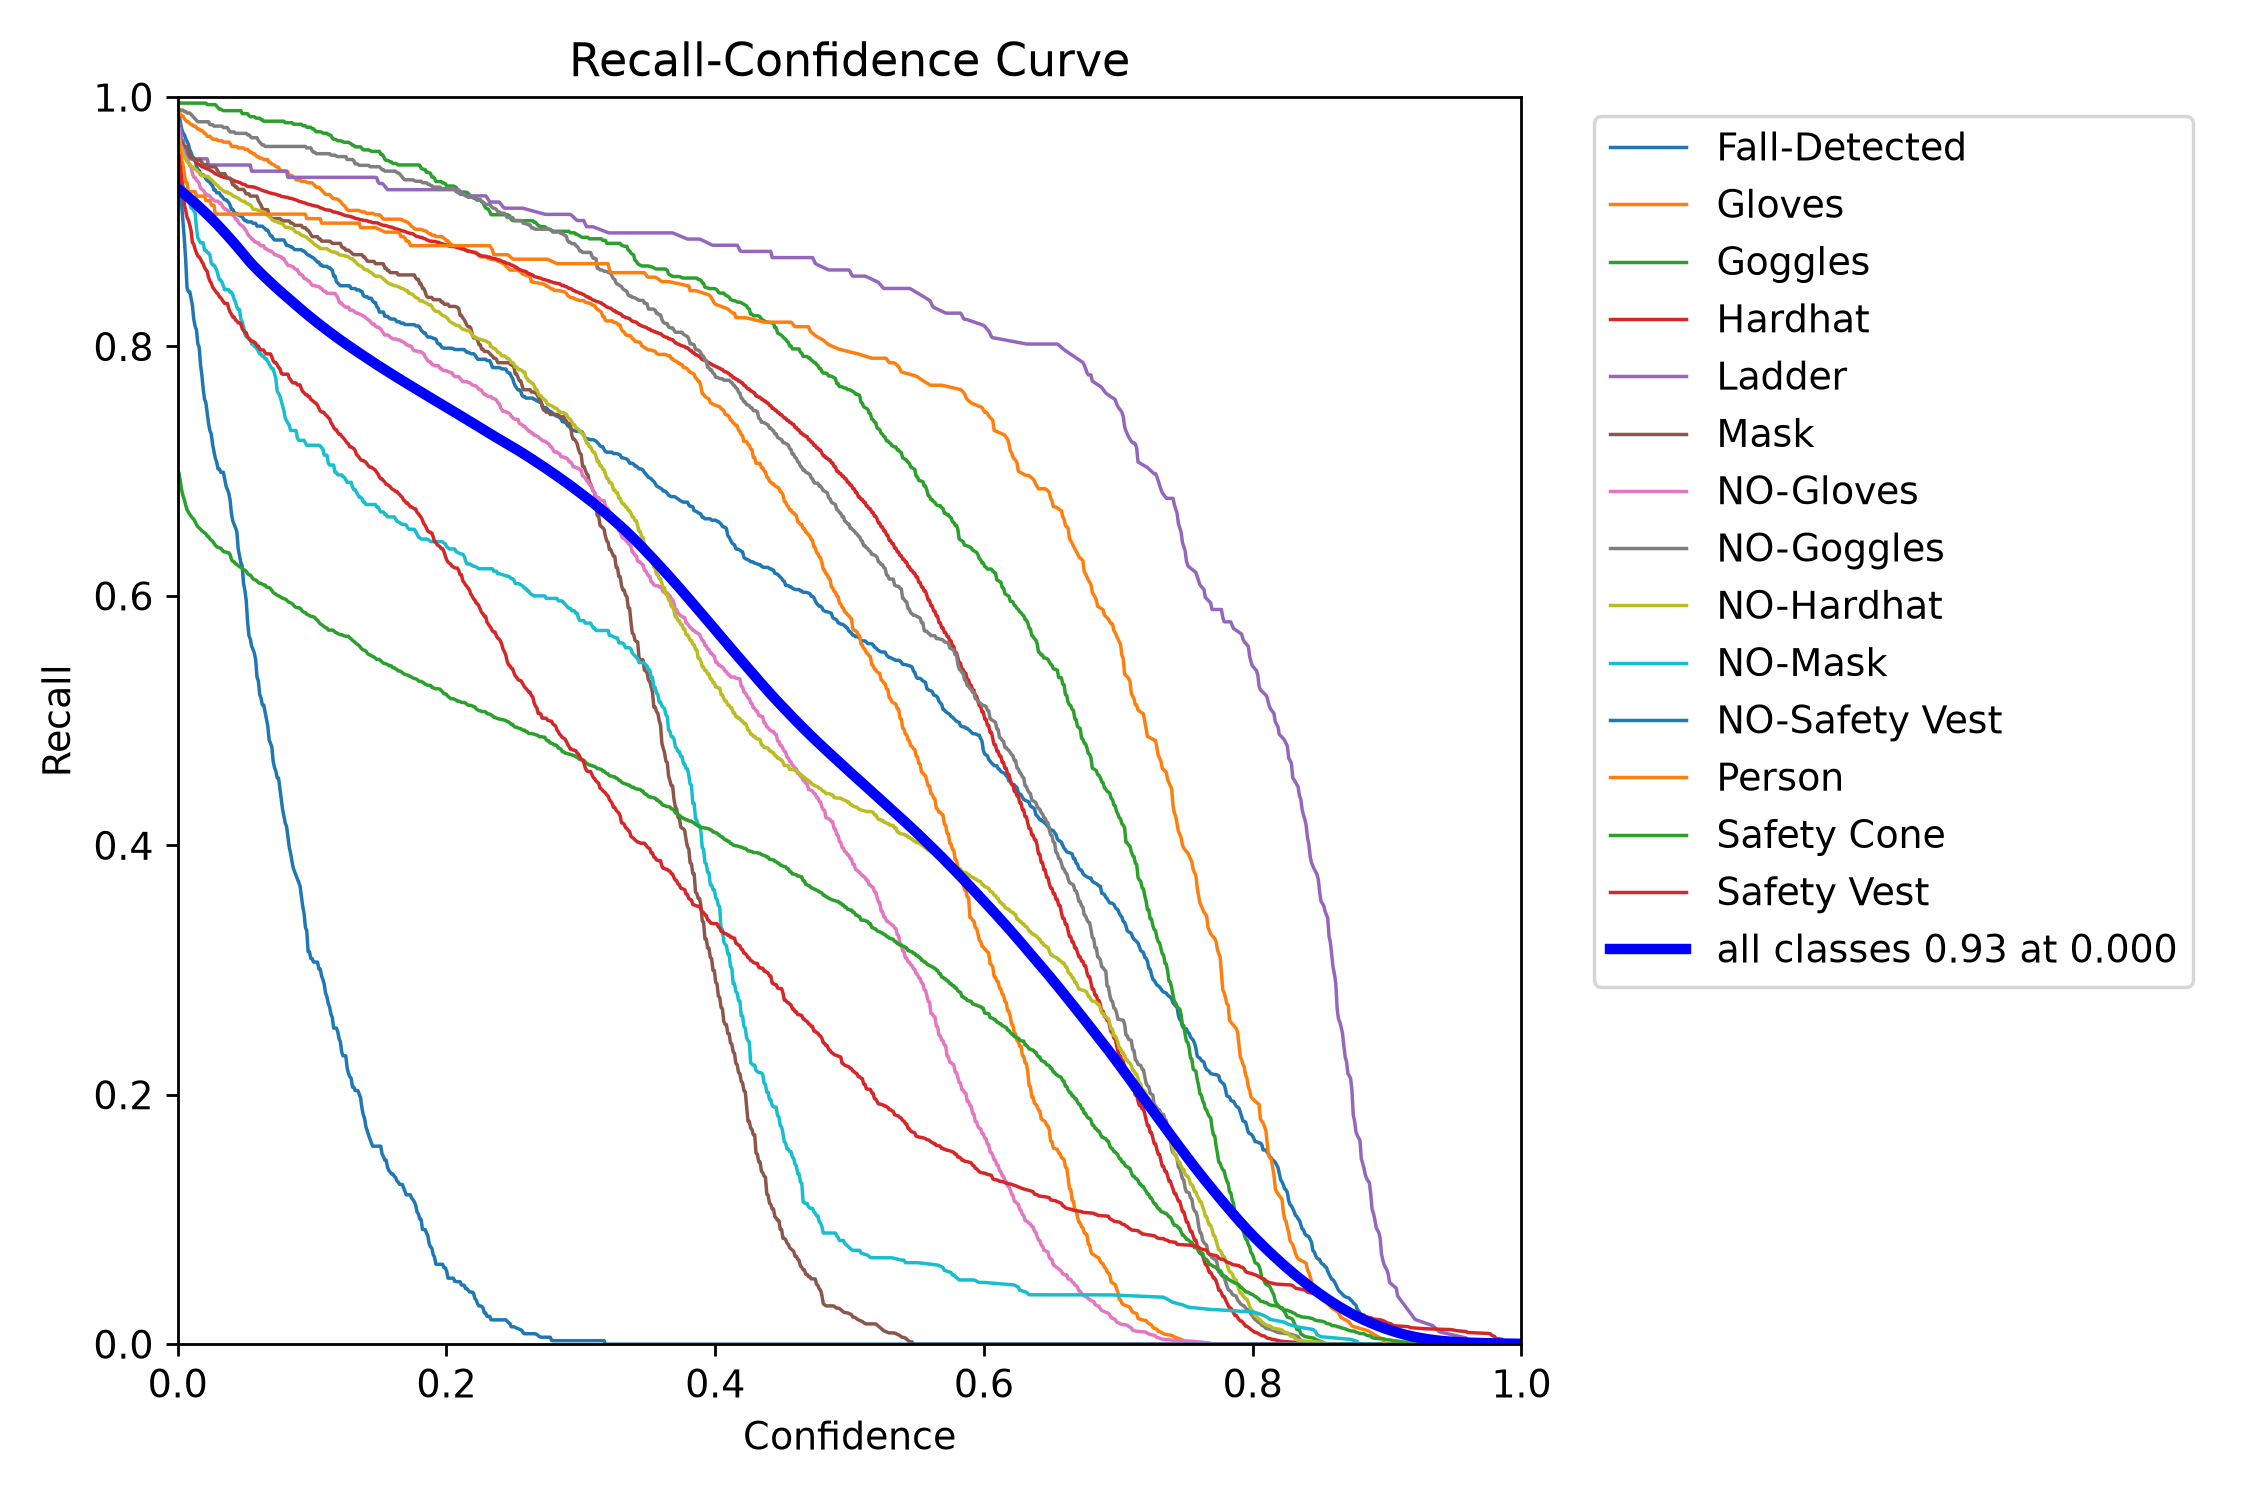 Recall-Confidence Curve
1.0
0.8
0.6
0.4
0.2
0.0
Recall
0.0 0.2 0.4 0.6 0.8 1.0
Confidence
Fall-Detected
Gloves
Goggles
Hardhat
Ladder
Mask
NO-Gloves
NO-Goggles
NO-Hardhat
NO-Mask
NO-Safety Vest
Person
Safety Cone
Safety Vest
all classes 0.93 at 0.000